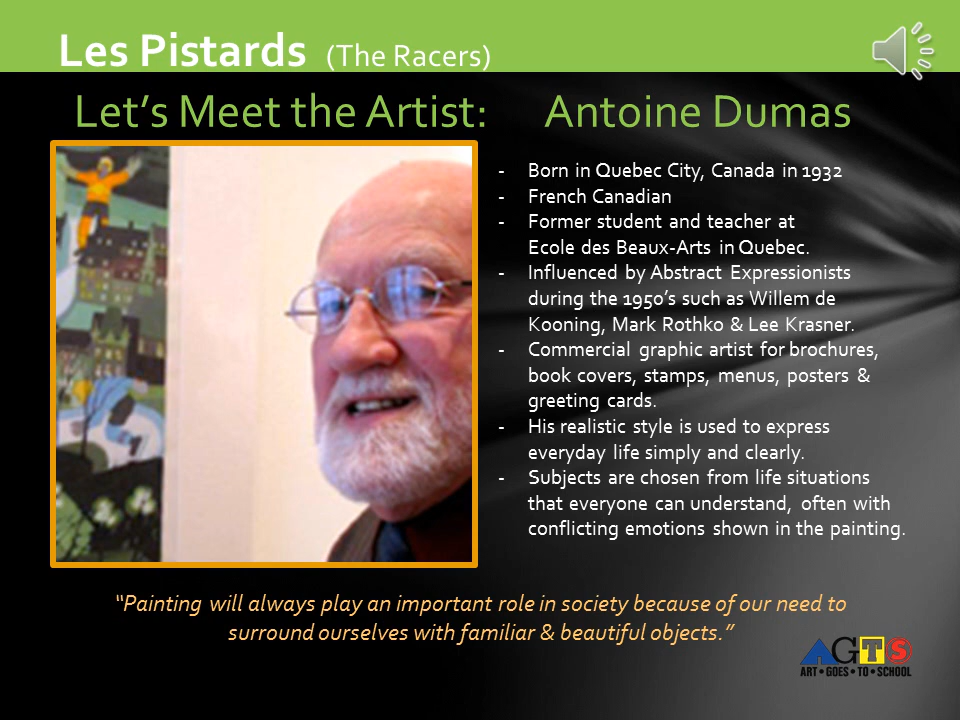 Les Pistards (The Racers)
Let’s Meet the Artist: Antoine Dumas
- Born in Quebec City, Canada in 1932
- French Canadian
- Former student and teacher at
Ecole des Beaux-Arts in Quebec.
- Influenced by Abstract Expressionists
during the 1950’s such as Willem de
Kooning, Mark Rothko & Lee Krasner.
- Commercial graphic artist for brochures,
book covers, stamps, menus, posters &
greeting cards.
- His realistic style is used to express
everyday life simply and clearly.
- Subjects are chosen from life situations
that everyone can understand, often with
conflicting emotions shown in the painting.
“Painting will always play an important role in society because of our need to
surround ourselves with familiar & beautiful objects.”
AGTS
ART • GOES • TO • SCHOOL